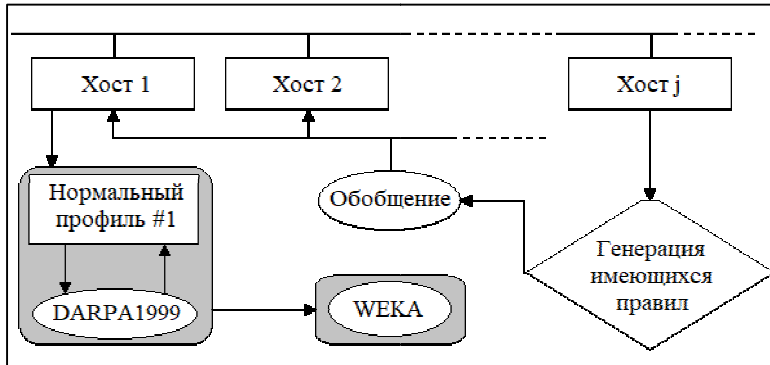 Хост 1
Хост 2
Хост j
Нормальный
профиль #1
Обобщение
Генерация
имеющихся
правил
DARPA1999
WEKA